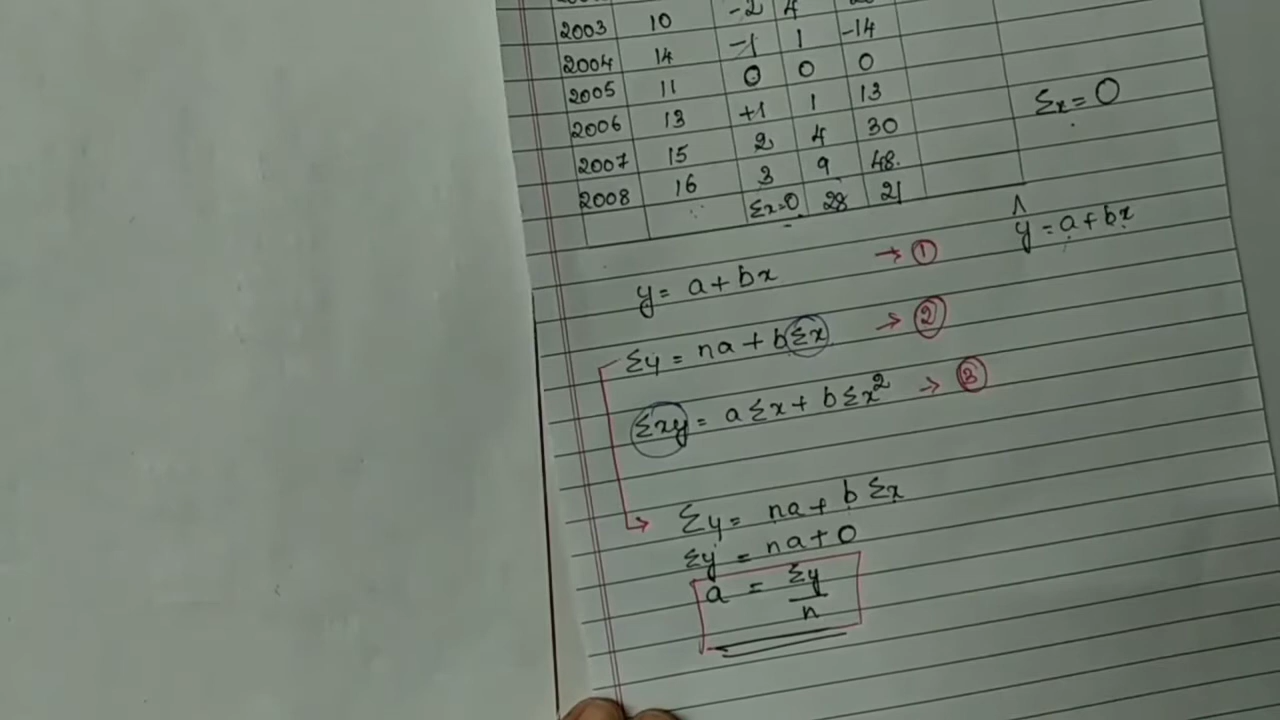 2003 10 -2 4
2004 14 -1 1 -14
2005 11 0 0 0
2006 13 +1 1 13
2007 15 2 4 30
2008 16 3 9 48.
Σx=0 28 21
Σx=0
ŷ = a+bx
y = a+bx → ①
Σy = na + bΣx → ②
Σxy = aΣx + bΣx² → ③
Σy = na + bΣx
Σy = na+0
a = Σy/n